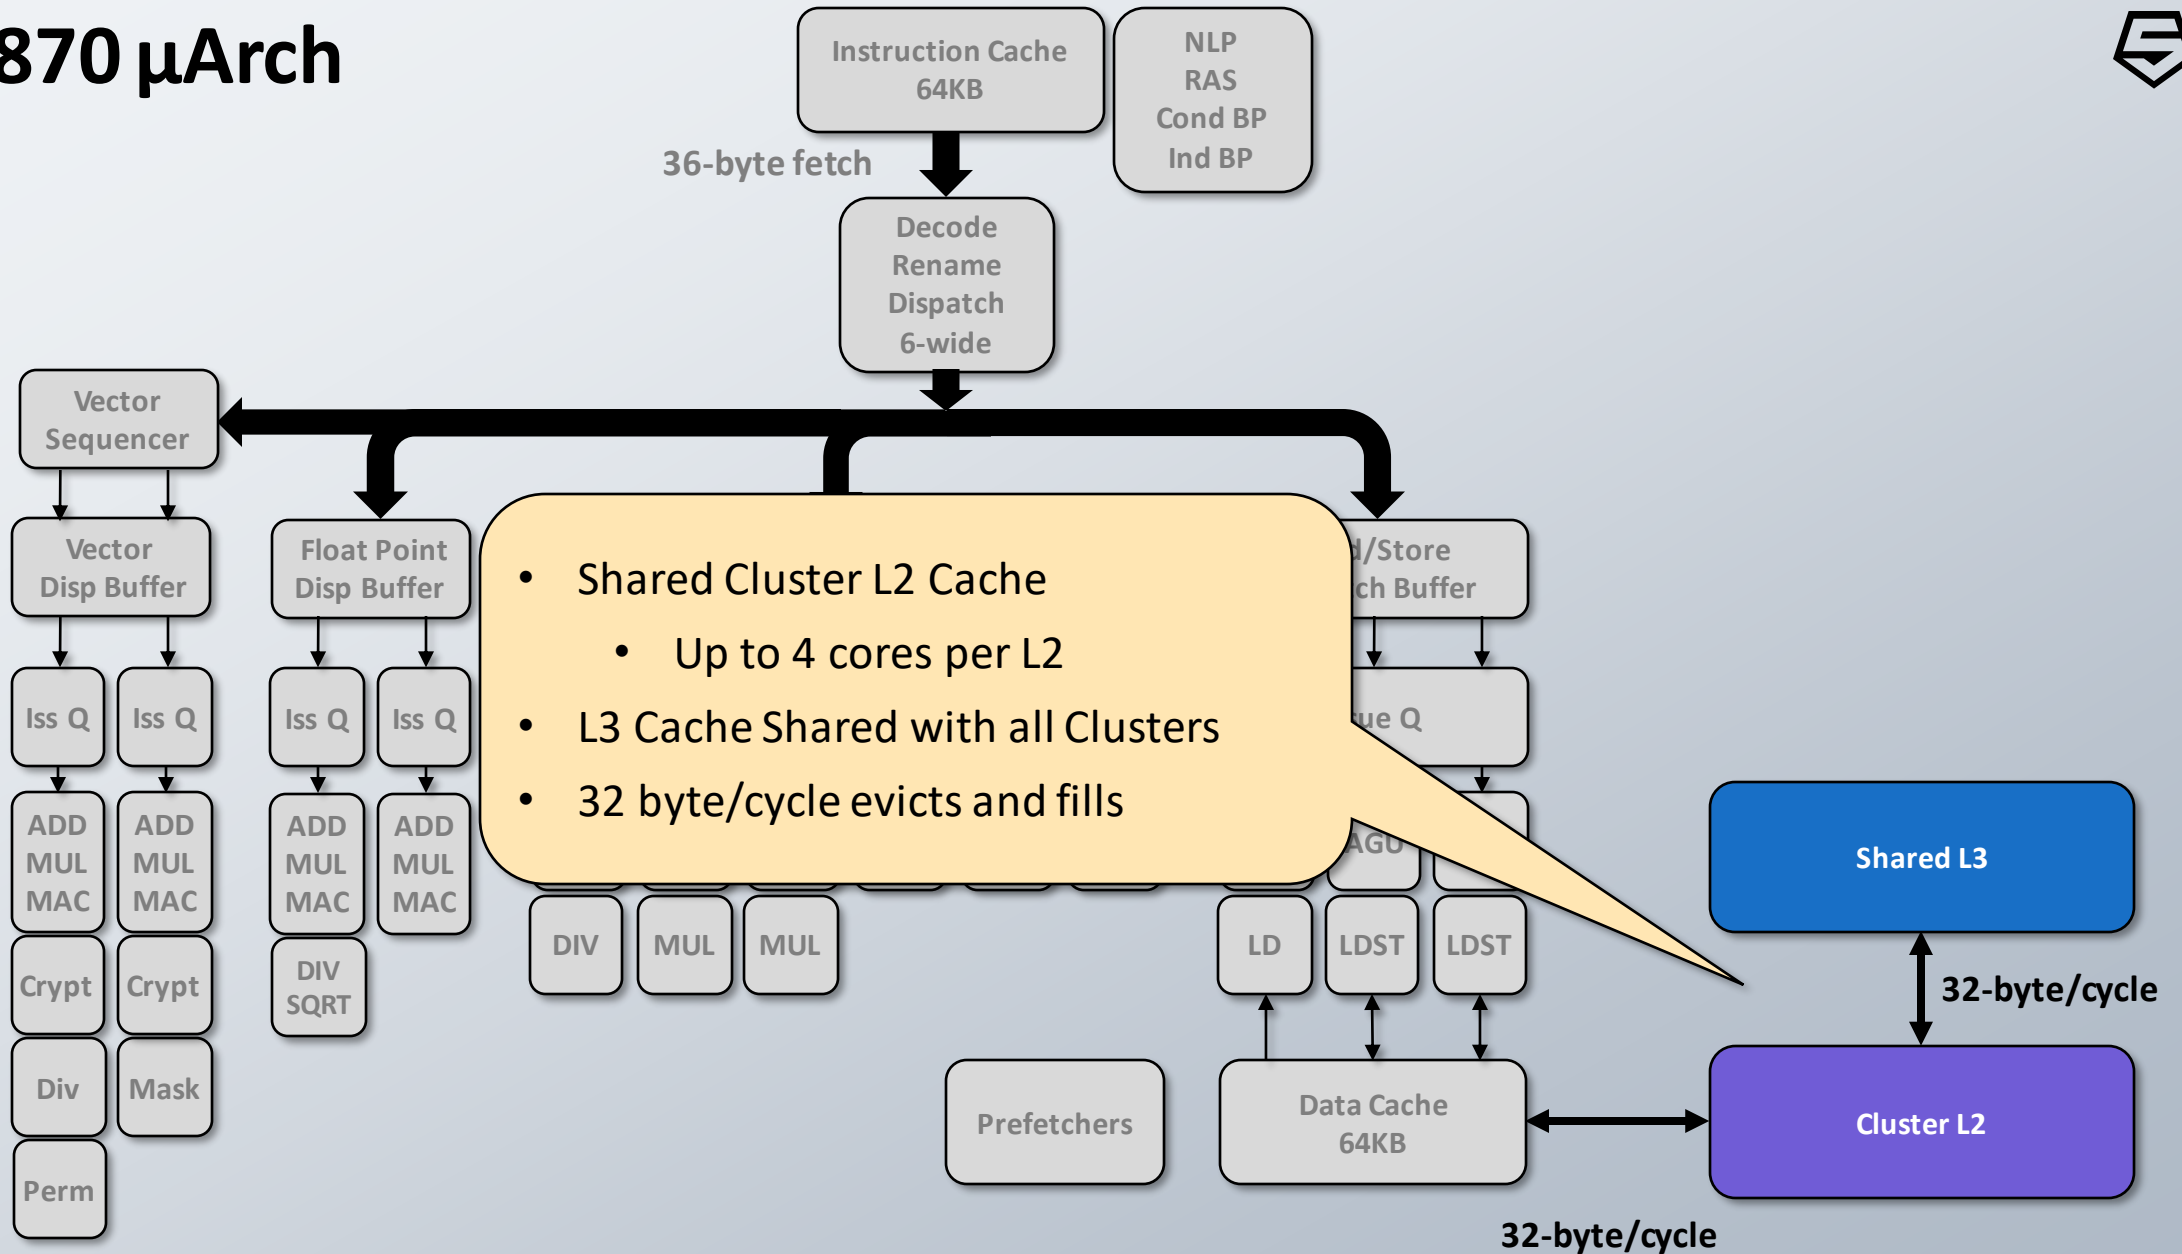 870 µArch
Instruction Cache
64KB
NLP
RAS
Cond BP
Ind BP
36-byte fetch
Decode
Rename
Dispatch
6-wide
Vector
Sequencer
Vector
Disp Buffer
Float Point
Disp Buffer
d/Store
ch Buffer
• Shared Cluster L2 Cache
• Up to 4 cores per L2
• L3 Cache Shared with all Clusters
• 32 byte/cycle evicts and fills
Iss Q
Iss Q
Iss Q
Iss Q
ue Q
ADD
MUL
MAC
ADD
MUL
MAC
ADD
MUL
MAC
ADD
MUL
MAC
AGU
Shared L3
Crypt
Crypt
DIV
SQRT
DIV
MUL
MUL
LD
LDST
LDST
32-byte/cycle
Div
Mask
Prefetchers
Data Cache
64KB
Cluster L2
Perm
32-byte/cycle